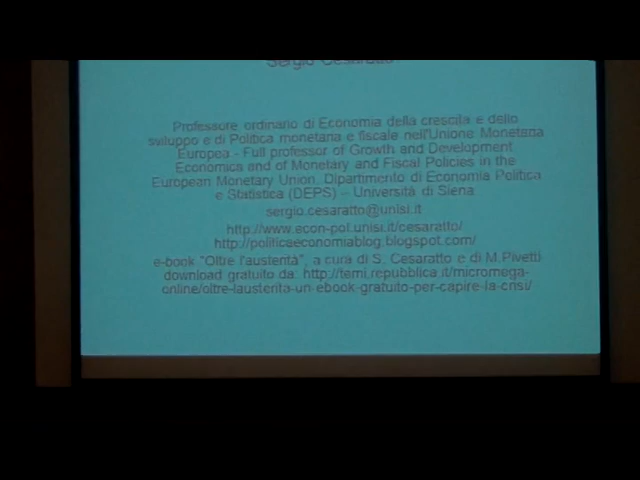 Sergio Cesaratto
Professore ordinario di Economia della crescita e dello
sviluppo e di Politica monetaria e fiscale nell'Unione Monetaria
Europea - Full professor of Growth and Development
Economics and of Monetary and Fiscal Policies in the
European Monetary Union, Dipartimento di Economia Politica
e Statistica (DEPS) – Università di Siena
sergio.cesaratto@unisi.it
http://www.econ-pol.unisi.it/cesaratto/
http://politicaeconomiablog.blogspot.com/
e-book "Oltre l'austerità", a cura di S. Cesaratto e di M.Pivetti
download gratuito da: http://temi.repubblica.it/micromega-
online/oltre-lausterita-un-ebook-gratuito-per-capire-la-crisi/